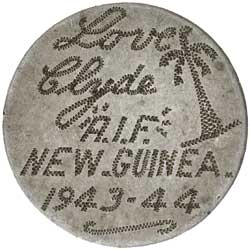 Love
Clyde
"A.I.F."
NEW GUINEA.
1943-44